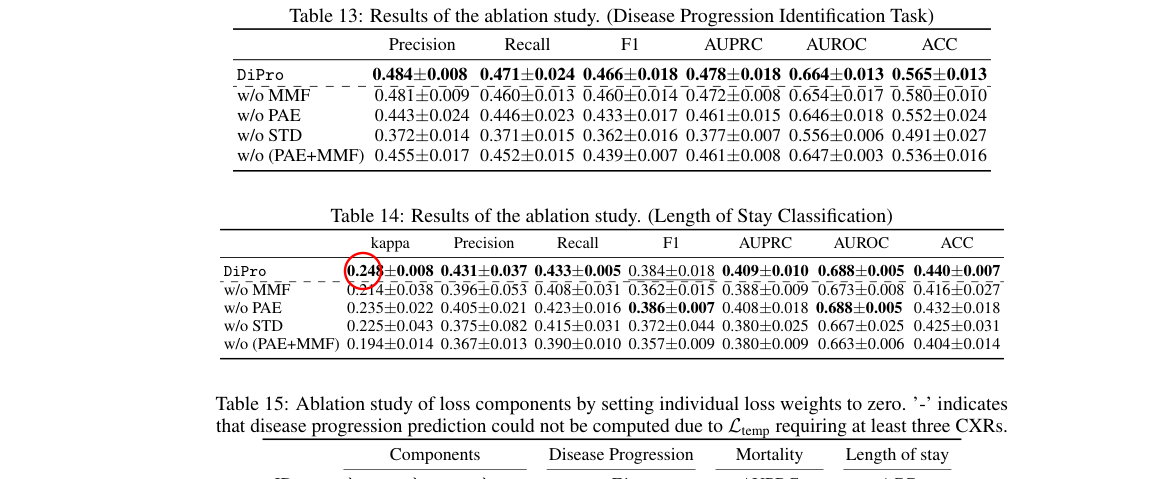 Table 13: Results of the ablation study. (Disease Progression Identification Task)
Precision Recall F1 AUPRC AUROC ACC
DiPro 0.484±0.008 0.471±0.024 0.466±0.018 0.478±0.018 0.664±0.013 0.565±0.013
w/o MMF 0.481±0.009 0.460±0.013 0.460±0.014 0.472±0.008 0.654±0.017 0.580±0.010
w/o PAE 0.443±0.024 0.446±0.023 0.433±0.017 0.461±0.015 0.646±0.018 0.552±0.024
w/o STD 0.372±0.014 0.371±0.015 0.362±0.016 0.377±0.007 0.556±0.006 0.491±0.027
w/o (PAE+MMF) 0.455±0.017 0.452±0.015 0.439±0.007 0.461±0.008 0.647±0.003 0.536±0.016
Table 14: Results of the ablation study. (Length of Stay Classification)
kappa Precision Recall F1 AUPRC AUROC ACC
DiPro 0.248±0.008 0.431±0.037 0.433±0.005 0.384±0.018 0.409±0.010 0.688±0.005 0.440±0.007
w/o MMF 0.214±0.038 0.396±0.053 0.408±0.031 0.362±0.015 0.388±0.009 0.673±0.008 0.416±0.027
w/o PAE 0.235±0.022 0.405±0.021 0.423±0.016 0.386±0.007 0.408±0.018 0.688±0.005 0.432±0.018
w/o STD 0.225±0.043 0.375±0.082 0.415±0.031 0.372±0.044 0.380±0.025 0.667±0.025 0.425±0.031
w/o (PAE+MMF) 0.194±0.014 0.367±0.013 0.390±0.010 0.357±0.009 0.380±0.009 0.663±0.006 0.404±0.014
Table 15: Ablation study of loss components by setting individual loss weights to zero. '-' indicates
that disease progression prediction could not be computed due to ℒtemp requiring at least three CXRs.
Components Disease Progression Mortality Length of stay